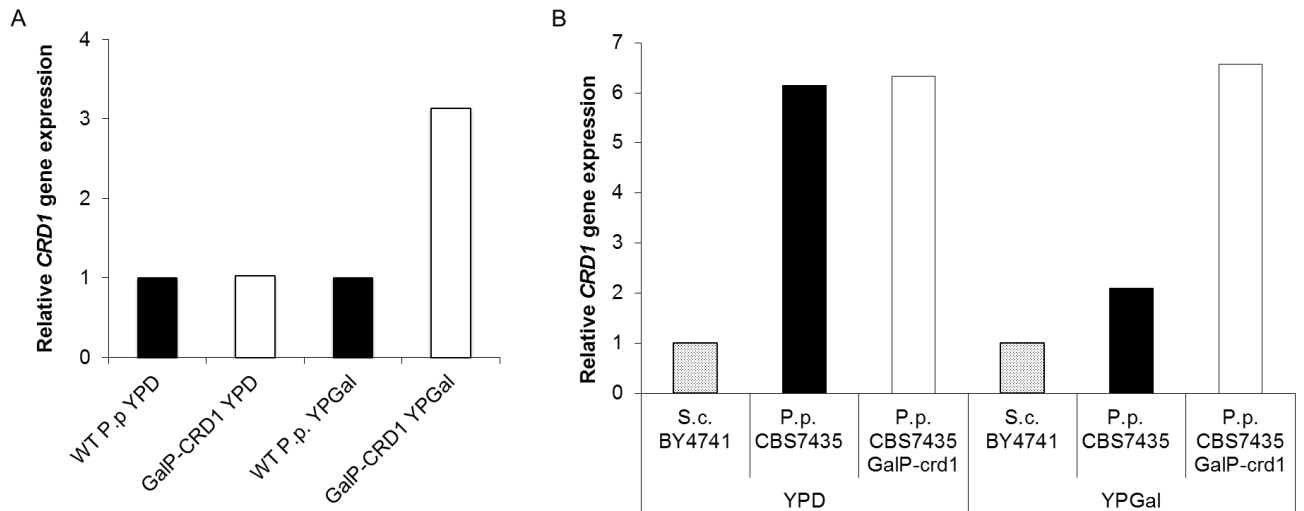 A
Relative CRD1 gene expression
4
3
2
1
0
WT P.p YPD
GalP-CRD1 YPD
WT P.p. YPGal
GalP-CRD1 YPGal
B
Relative CRD1 gene expression
7
6
5
4
3
2
1
0
S.c.
BY4741
P.p.
CBS7435
P.p.
CBS7435
GalP-crd1
S.c.
BY4741
P.p.
CBS7435
P.p.
CBS7435
GalP-crd1
YPD
YPGal